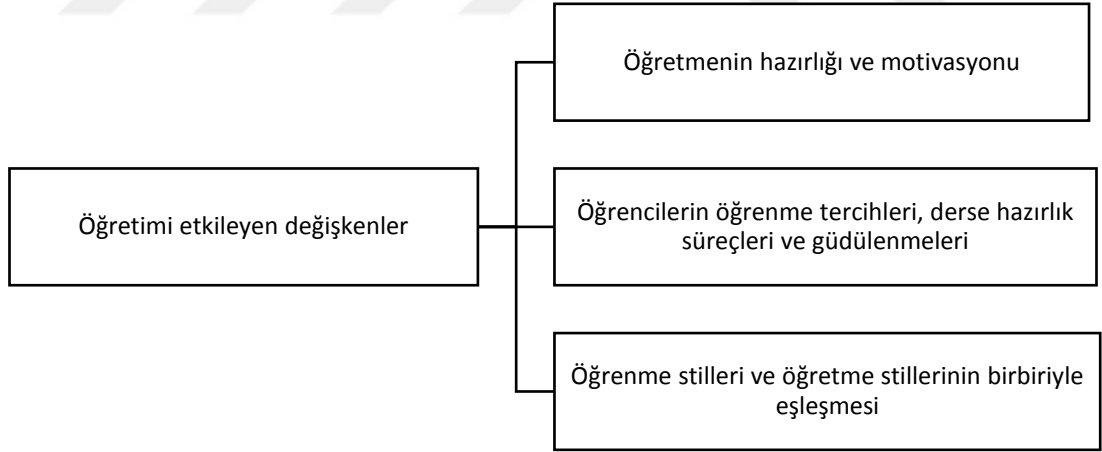 Öğretmenin hazırlığı ve motivasyonu
Öğretimi etkileyen değişkenler
Öğrencilerin öğrenme tercihleri, derse hazırlık
süreçleri ve güdülenmeleri
Öğrenme stilleri ve öğretme stillerinin birbiriyle
eşleşmesi